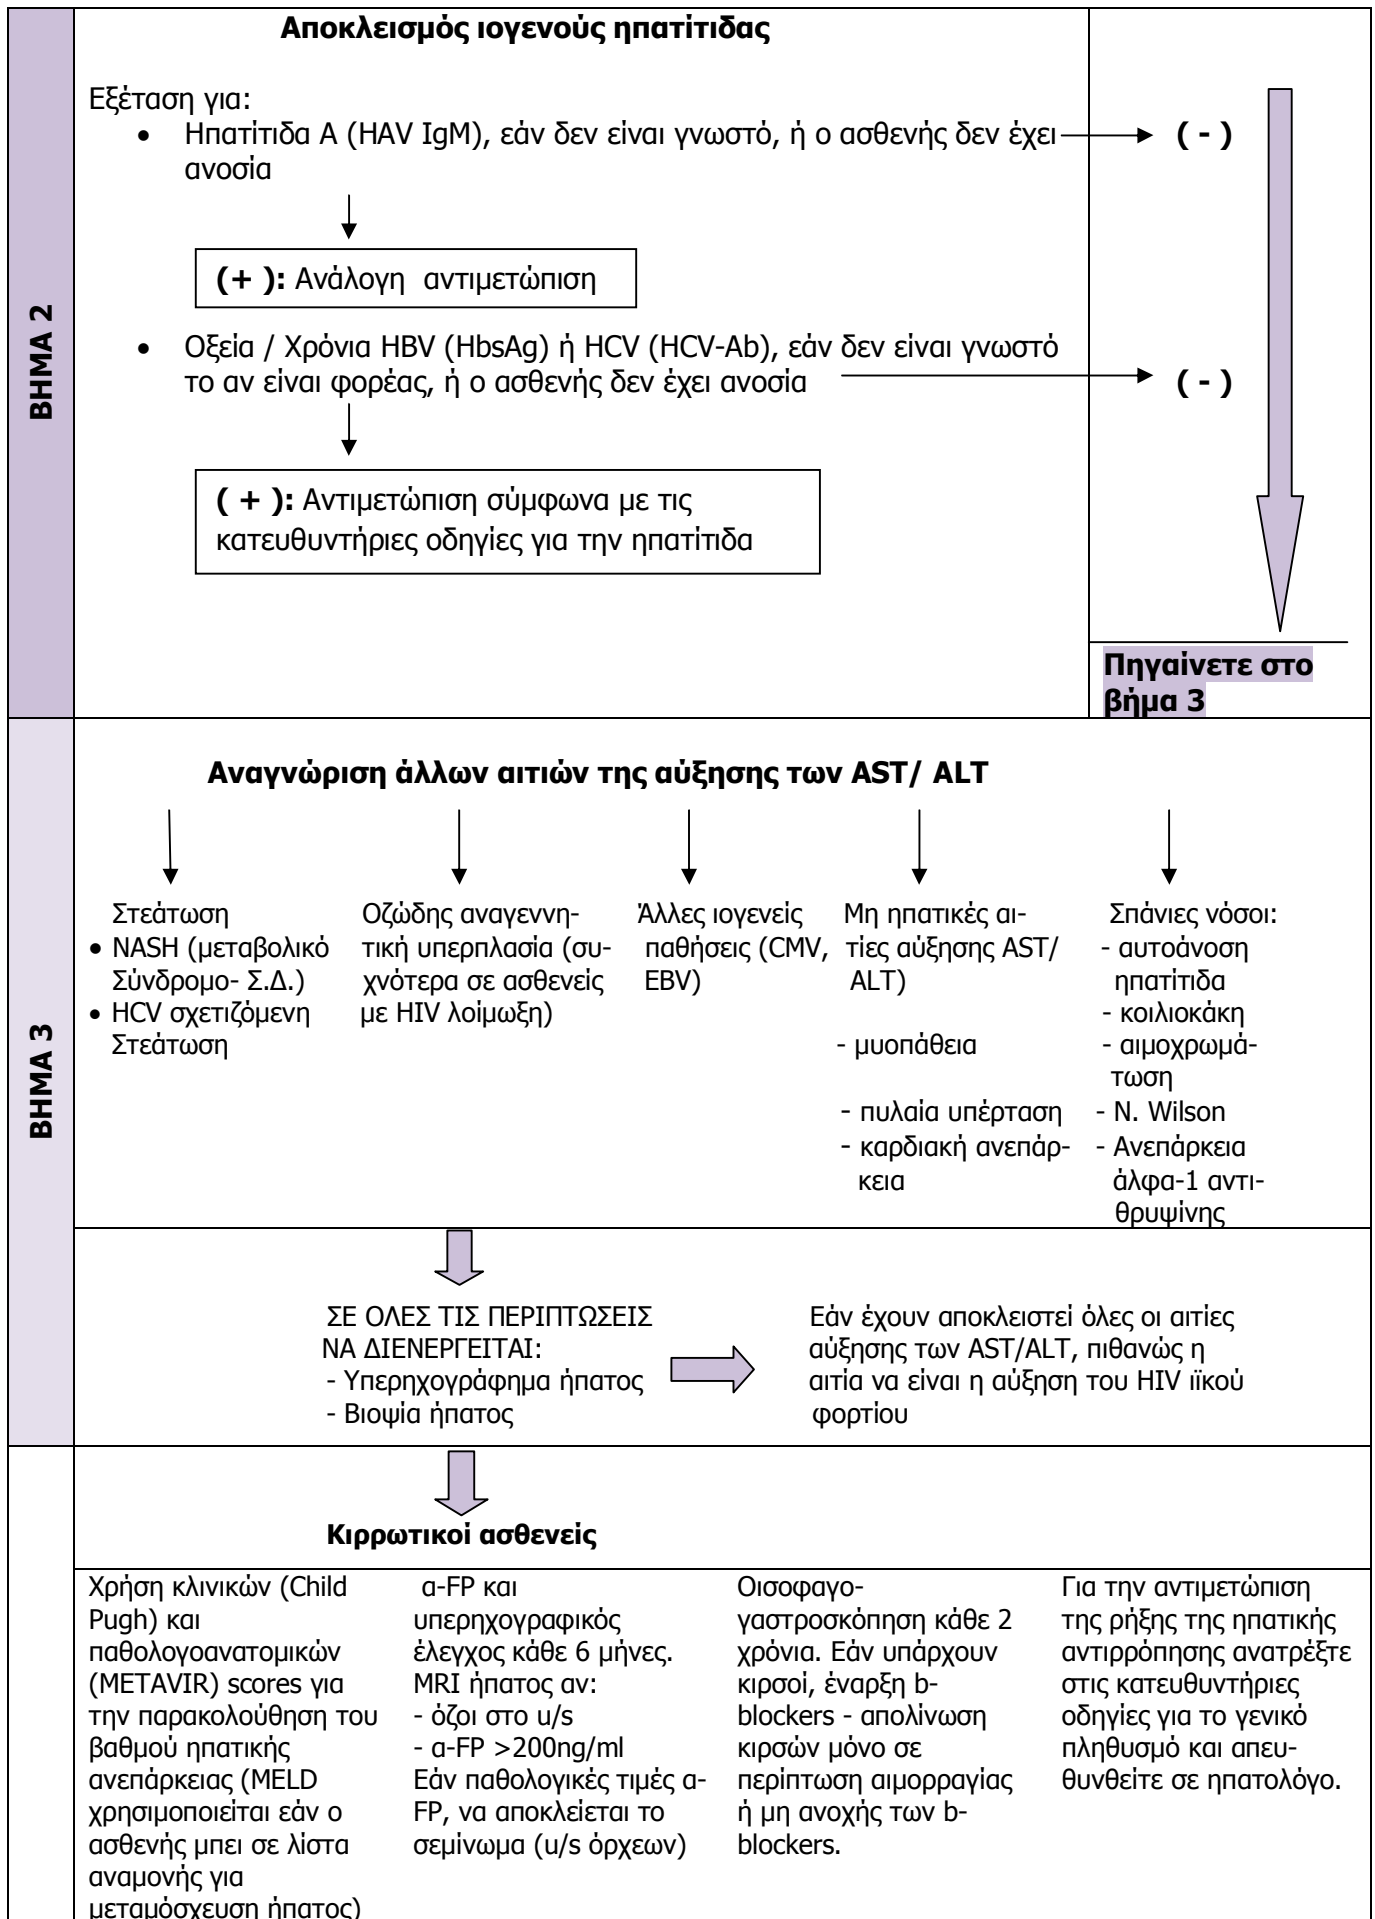 Αποκλεισμός ιογενούς ηπατίτιδας
Εξέταση για:
• Ηπατίτιδα Α (HAV IgM), εάν δεν είναι γνωστό, ή ο ασθενής δεν έχει
ανοσία
( - )
(+ ): Ανάλογη αντιμετώπιση
• Οξεία / Χρόνια HBV (HbsAg) ή HCV (HCV-Ab), εάν δεν είναι γνωστό
το αν είναι φορέας, ή ο ασθενής δεν έχει ανοσία
( - )
( + ): Αντιμετώπιση σύμφωνα με τις
κατευθυντήριες οδηγίες για την ηπατίτιδα
ΒΗΜΑ 2
Πηγαίνετε στο
βήμα 3
Αναγνώριση άλλων αιτιών της αύξησης των AST/ ALT
ΒΗΜΑ 3
Στεάτωση
• NASH (μεταβολικό
Σύνδρομο- Σ.Δ.)
• HCV σχετιζόμενη
Στεάτωση
Οζώδης αναγεννη-
τική υπερπλασία (συ-
χνότερα σε ασθενείς
με HIV λοίμωξη)
Άλλες ιογενείς
παθήσεις (CMV,
EBV)
Μη ηπατικές αι-
τίες αύξησης AST/
ALT)
- μυοπάθεια
- πυλαία υπέρταση
- καρδιακή ανεπάρ-
κεια
Σπάνιες νόσοι:
- αυτοάνοση
ηπατίτιδα
- κοιλιοκάκη
- αιμοχρωμά-
τωση
- Ν. Wilson
- Ανεπάρκεια
άλφα-1 αντι-
θρυψίνης
ΣΕ ΟΛΕΣ ΤΙΣ ΠΕΡΙΠΤΩΣΕΙΣ
ΝΑ ΔΙΕΝΕΡΓΕΙΤΑΙ:
- Υπερηχογράφημα ήπατος
- Βιοψία ήπατος
Εάν έχουν αποκλειστεί όλες οι αιτίες
αύξησης των AST/ALT, πιθανώς η
αιτία να είναι η αύξηση του HIV ιϊκού
φορτίου
Κιρρωτικοί ασθενείς
Χρήση κλινικών (Child
Pugh) και
παθολογοανατομικών
(METAVIR) scores για
την παρακολούθηση του
βαθμού ηπατικής
ανεπάρκειας (MELD
χρησιμοποιείται εάν ο
ασθενής μπει σε λίστα
αναμονής για
μεταμόσχευση ήπατος)
α-FP και
υπερηχογραφικός
έλεγχος κάθε 6 μήνες.
MRI ήπατος αν:
- όζοι στο u/s
- α-FP >200ng/ml
Εάν παθολογικές τιμές α-
FP, να αποκλείεται το
σεμίνωμα (u/s όρχεων)
Οισοφαγο-
γαστροσκόπηση κάθε 2
χρόνια. Εάν υπάρχουν
κιρσοί, έναρξη b-
blockers - απολίνωση
κιρσών μόνο σε
περίπτωση αιμορραγίας
ή μη ανοχής των b-
blockers.
Για την αντιμετώπιση
της ρήξης της ηπατικής
αντιρρόπησης ανατρέξτε
στις κατευθυντήριες
οδηγίες για το γενικό
πληθυσμό και απευ-
θυνθείτε σε ηπατολόγο.